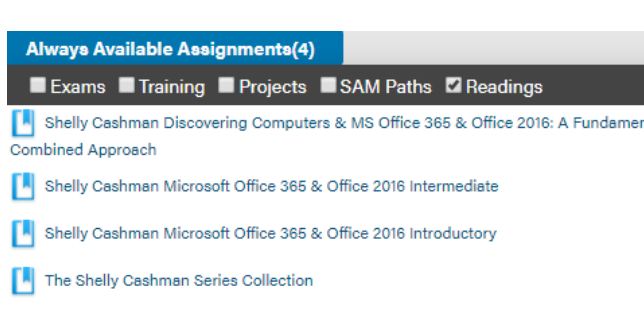 Always Available Assignments(4)
Exams Training Projects SAM Paths Readings
Shelly Cashman Discovering Computers & MS Office 365 & Office 2016: A Fundamen
Combined Approach
Shelly Cashman Microsoft Office 365 & Office 2016 Intermediate
Shelly Cashman Microsoft Office 365 & Office 2016 Introductory
The Shelly Cashman Series Collection